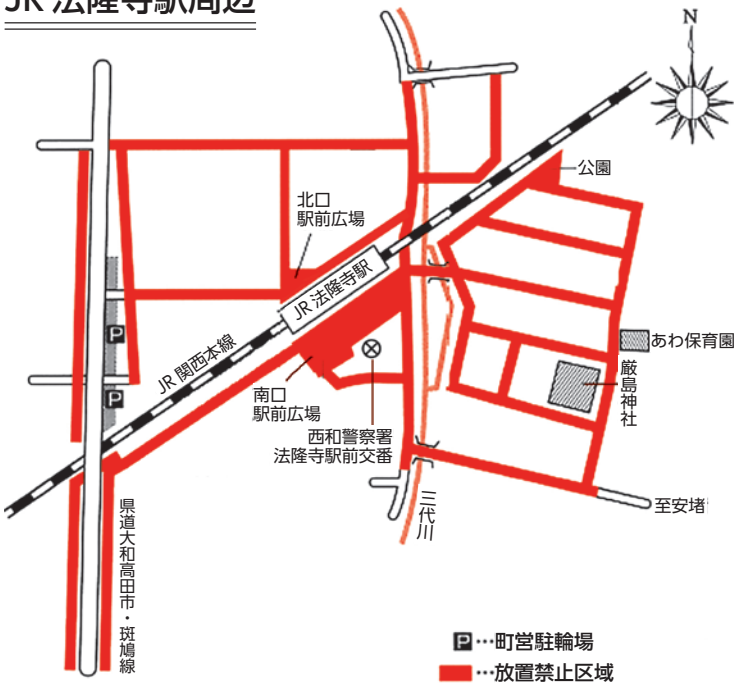 JR 法隆寺駅周辺
N
公園
北口
駅前広場
JR 法隆寺駅
P
JR 関西本線
あわ保育園
P
厳島神社
南口
駅前広場
西和警察署
法隆寺駅前交番
三代川
至安堵
県道大和高田市・斑鳩線
P…町営駐輪場
…放置禁止区域